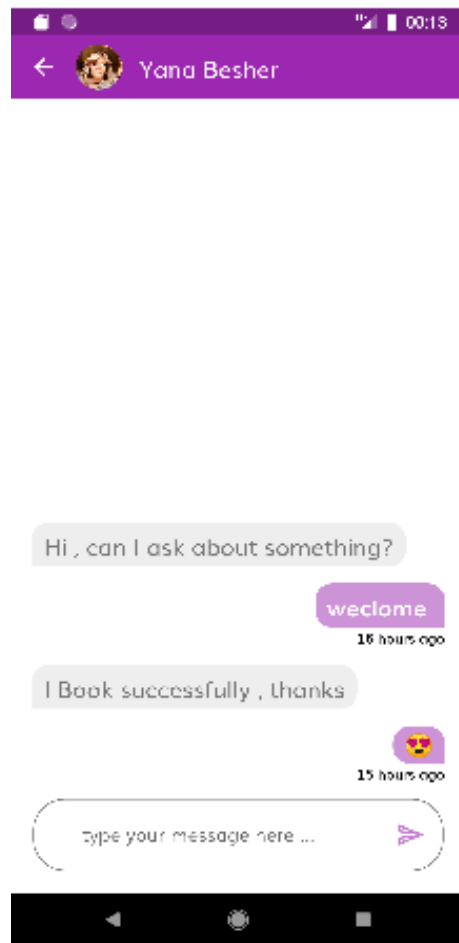 00:13
Yana Besher
Hi , can I ask about something?
weclome
16 hours ago
I Book successfully , thanks
15 hours ago
type your message here ...